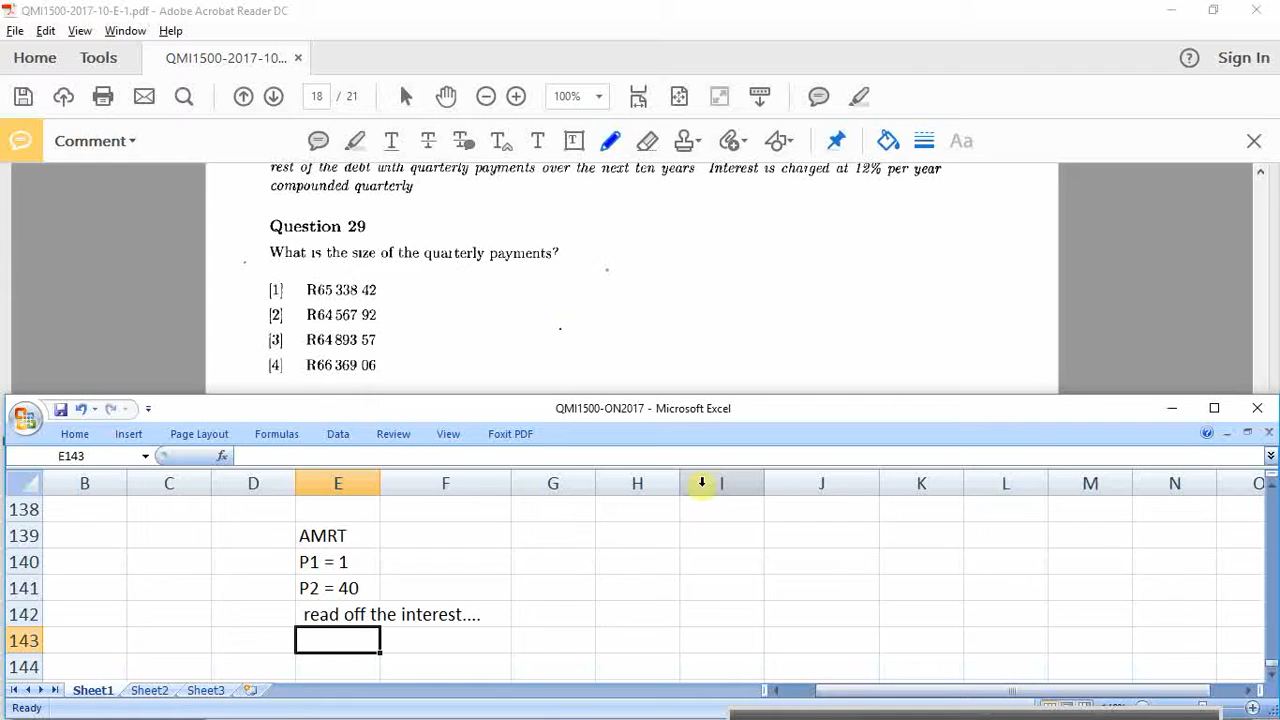 QMI1500-2017-10-E-1.pdf - Adobe Acrobat Reader DC
File Edit View Window Help
Home Tools QMI1500-2017-10... × Sign In
18 / 21 100%
Comment
Aa
rest of the debt with quarterly payments over the next ten years Interest is charged at 12% per year
compounded quarterly
Question 29
What is the size of the quarterly payments?
[1] R65 338 42
[2] R64 567 92
[3] R64 893 57
[4] R66 369 06
QMI1500-ON2017 - Microsoft Excel
Home Insert Page Layout Formulas Data Review View Foxit PDF
E143 fx
B C D E F G H I J K L M N O
138
139 AMRT
140 P1 = 1
141 P2 = 40
142 read off the interest....
143
144
Sheet1 Sheet2 Sheet3
Ready